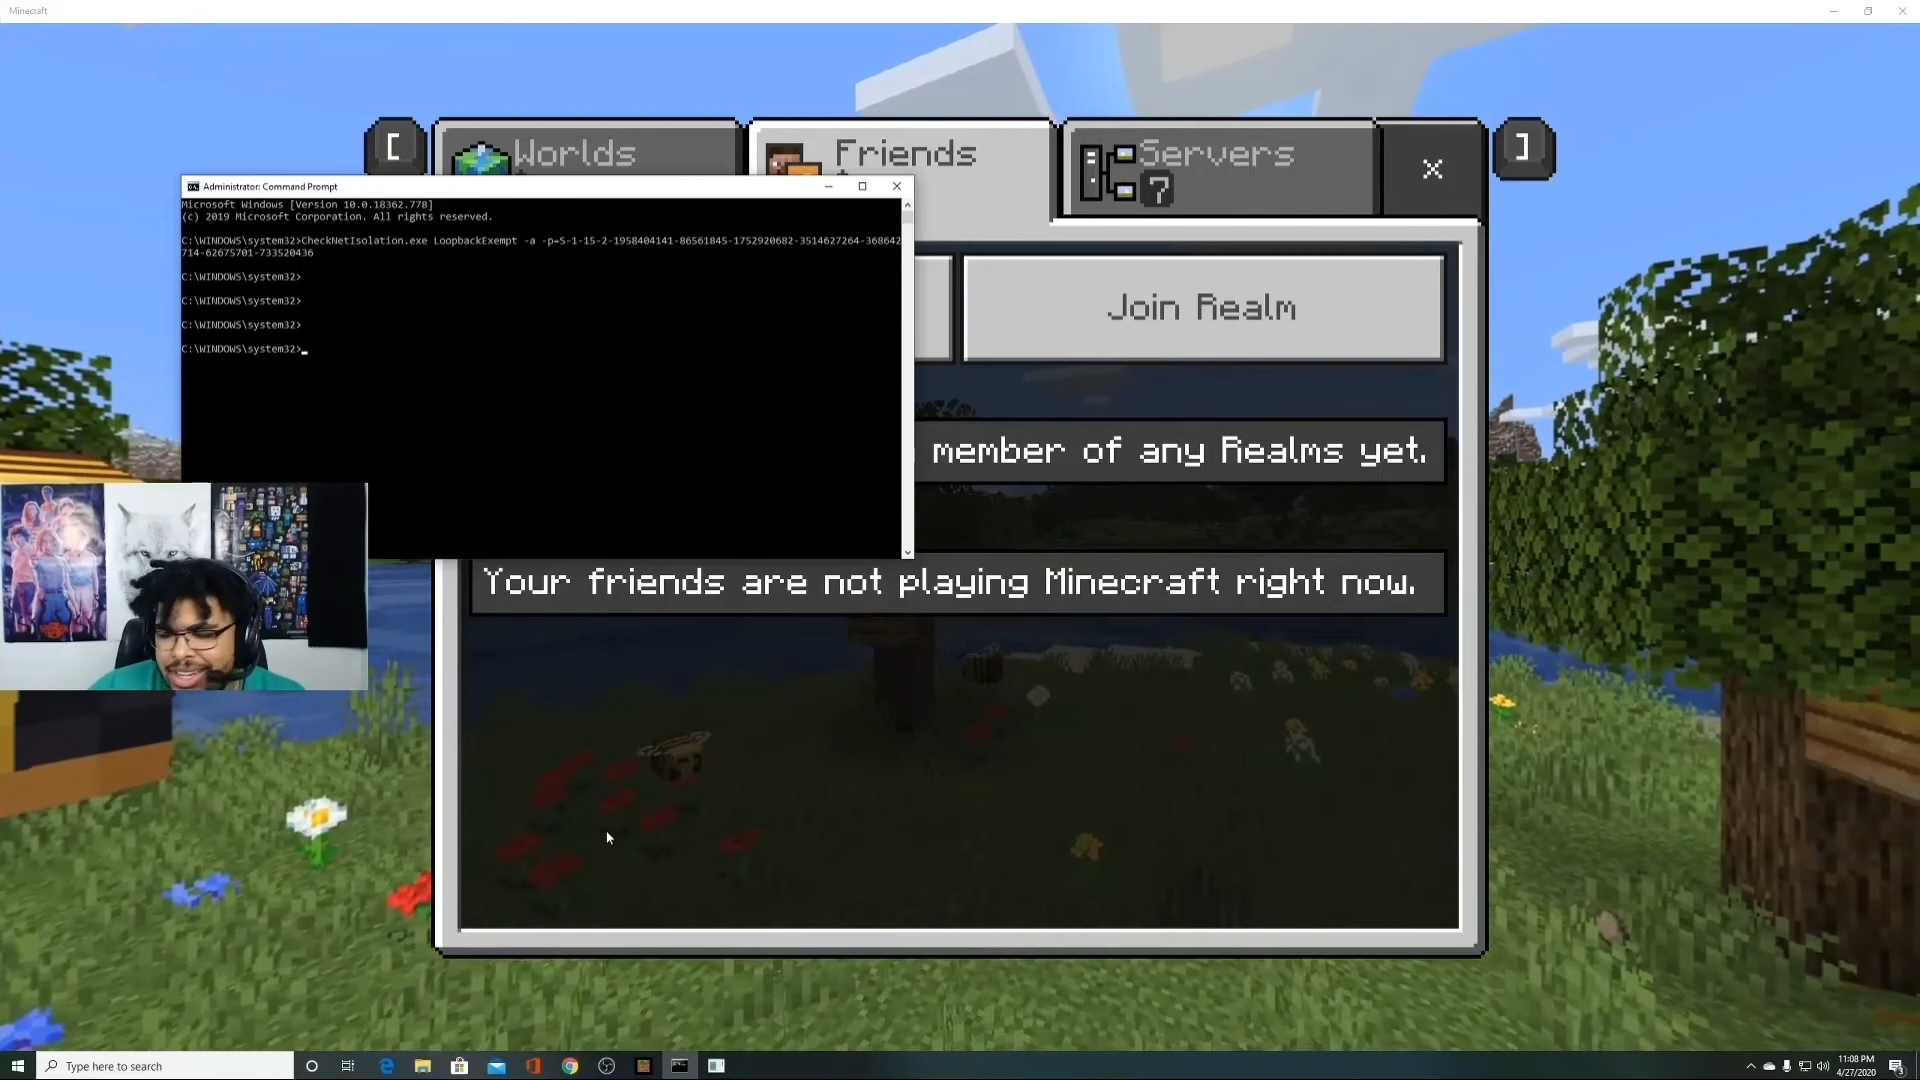 Minecraft
[
Worlds
Friends
Servers
7
]
Administrator: Command Prompt
Microsoft Windows [Version 10.0.18362.778]
(c) 2019 Microsoft Corporation. All rights reserved.
C:\WINDOWS\system32>CheckNetIsolation.exe LoopbackExempt -a -p=S-1-15-2-1958404141-86561845-1752920682-3514627264-368642
714-62675701-733520436
C:\WINDOWS\system32>
C:\WINDOWS\system32>
C:\WINDOWS\system32>
C:\WINDOWS\system32>
Join Realm
member of any Realms yet.
Your friends are not playing Minecraft right now.
Type here to search
11:08 PM
4/27/2020
3